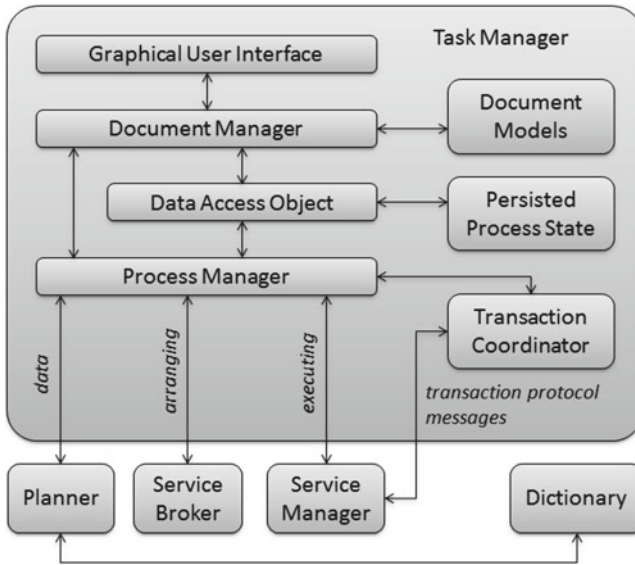 Task Manager
Graphical User Interface
Document Manager
Document
Models
Data Access Object
Persisted
Process State
Process Manager
Transaction
Coordinator
data
arranging
executing
transaction protocol
messages
Planner
Service
Broker
Service
Manager
Dictionary